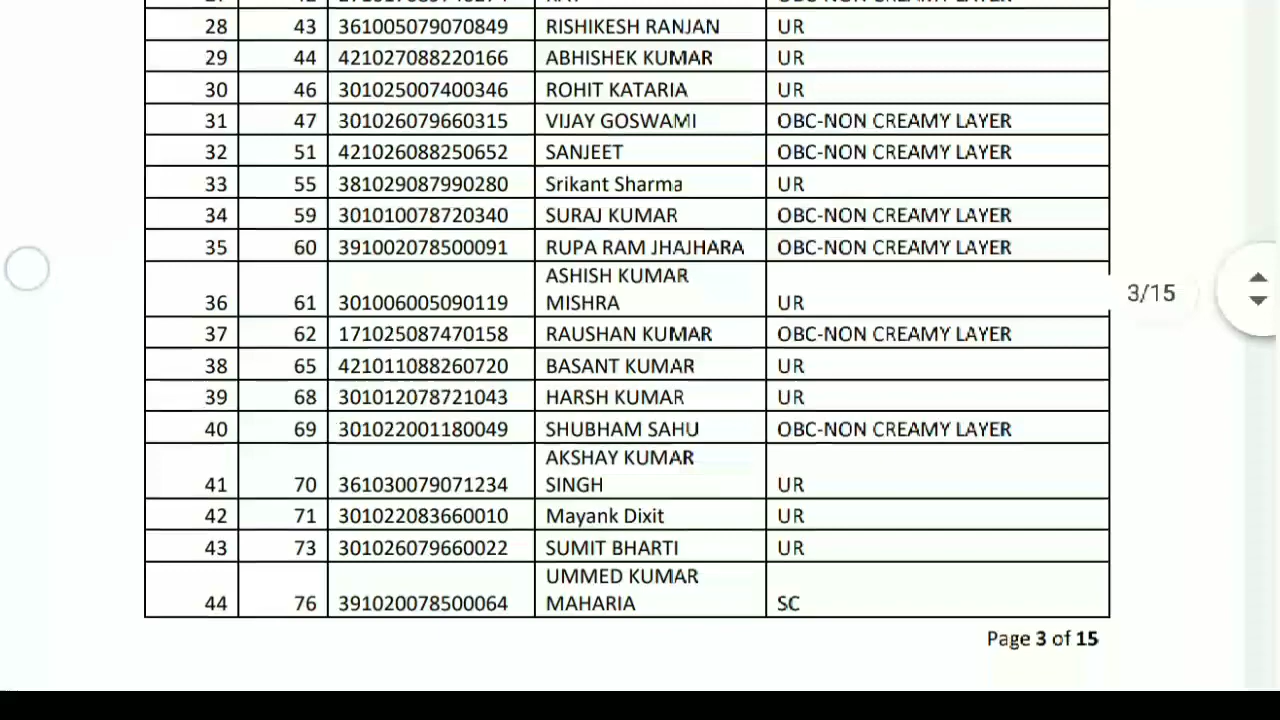 28 43 361005079070849 RISHIKESH RANJAN UR
29 44 421027088220166 ABHISHEK KUMAR UR
30 46 301025007400346 ROHIT KATARIA UR
31 47 301026079660315 VIJAY GOSWAMI OBC-NON CREAMY LAYER
32 51 421026088250652 SANJEET OBC-NON CREAMY LAYER
33 55 381029087990280 Srikant Sharma UR
34 59 301010078720340 SURAJ KUMAR OBC-NON CREAMY LAYER
35 60 391002078500091 RUPA RAM JHAJHARA OBC-NON CREAMY LAYER
ASHISH KUMAR
36 61 301006005090119 MISHRA UR
3/15
37 62 171025087470158 RAUSHAN KUMAR OBC-NON CREAMY LAYER
38 65 421011088260720 BASANT KUMAR UR
39 68 301012078721043 HARSH KUMAR UR
40 69 301022001180049 SHUBHAM SAHU OBC-NON CREAMY LAYER
AKSHAY KUMAR
41 70 361030079071234 SINGH UR
42 71 301022083660010 Mayank Dixit UR
43 73 301026079660022 SUMIT BHARTI UR
UMMED KUMAR
44 76 391020078500064 MAHARIA SC
Page 3 of 15